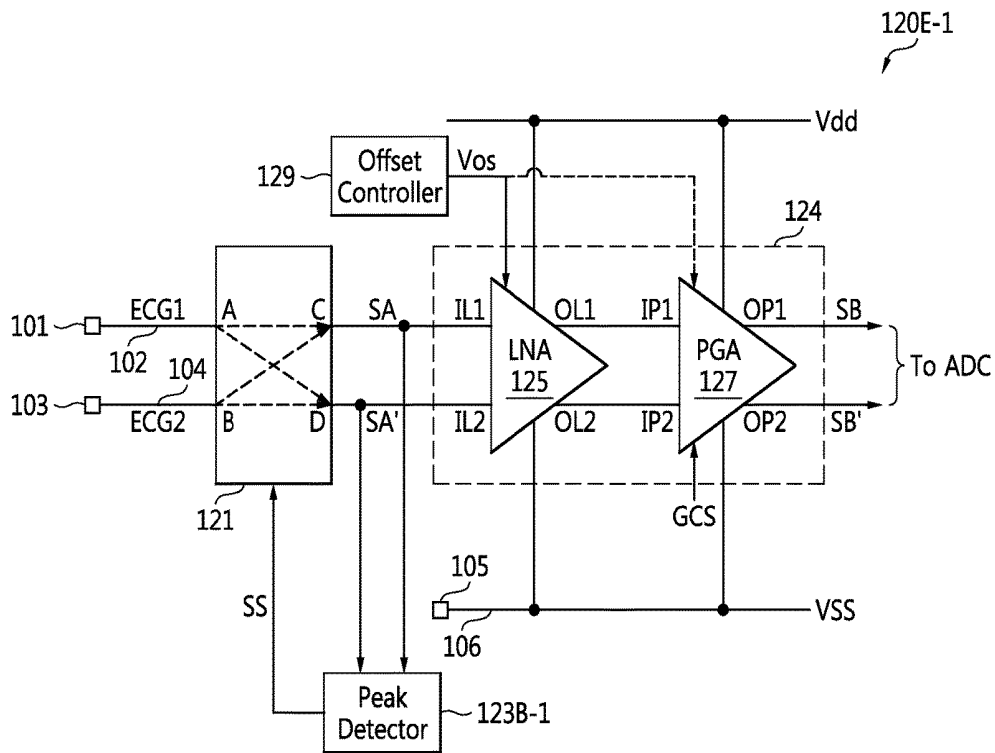 120E-1
Vdd
Offset
Controller
Vos
129
124
ECG1
A
C
SA
IL1
OL1
IP1
OP1
SB
101
102
LNA
125
PGA
127
To ADC
103
104
ECG2
B
D
SA'
IL2
OL2
IP2
OP2
SB'
121
GCS
SS
105
106
VSS
Peak
Detector
123B-1